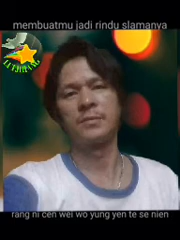 membuatmu jadi rindu slamanya
rang ni cen wei wo yung yen te se nien